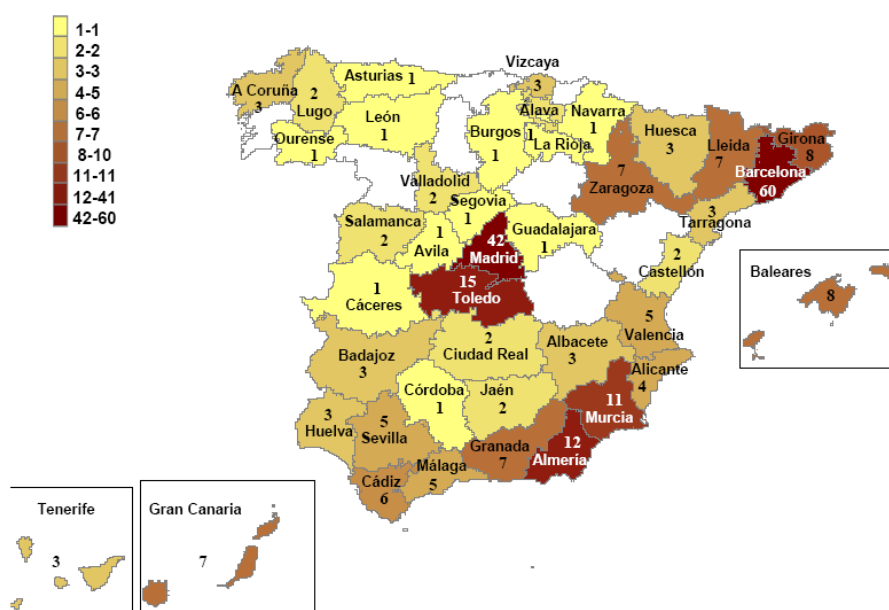 1-1
2-2
3-3
4-5
6-6
7-7
8-10
11-11
12-41
42-60
Vizcaya
3
A Coruña
3
2
Lugo
Asturias 1
León
1
Ourense
1
Burgos
1
Álava
1
La Rioja
Navarra
1
Huesca
3
Lleida
7
Girona
8
Barcelona
60
7
Zaragoza
3
Tarragona
Valladolid
2
Segovia
1
Salamanca
2
1
Avila
42
Madrid
Guadalajara
1
2
Castellón
Baleares
8
1
Cáceres
15
Toledo
5
Valencia
Badajoz
3
2
Ciudad Real
Albacete
3
Alicante
4
Córdoba
1
Jaén
2
11
Murcia
3
Huelva
5
Sevilla
Granada
7
12
Almería
Málaga
5
Cádiz
6
Tenerife
3
Gran Canaria
7